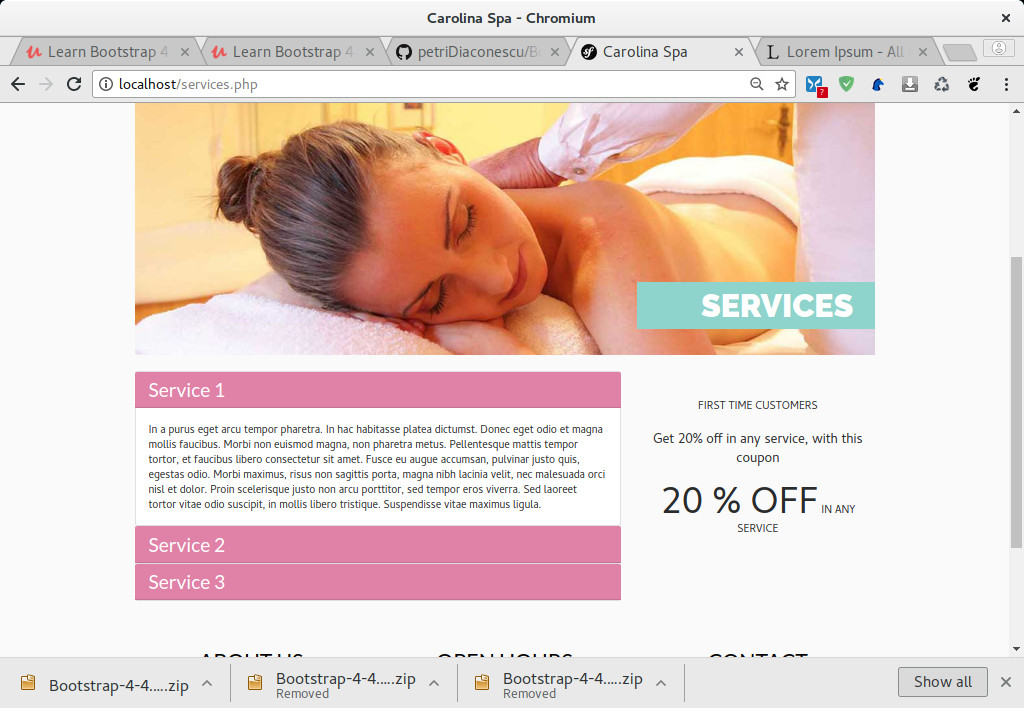 Carolina Spa - Chromium
Learn Bootstrap 4
Learn Bootstrap 4
petriDiaconescu/B
Carolina Spa
Lorem Ipsum - All
localhost/services.php
SERVICES
Service 1
In a purus eget arcu tempor pharetra. In hac habitasse platea dictumst. Donec eget odio et magna
mollis faucibus. Morbi non euismod magna, non pharetra metus. Pellentesque mattis tempor
tortor, et faucibus libero consectetur sit amet. Fusce eu augue accumsan, pulvinar justo quis,
egestas odio. Morbi maximus, risus non sagittis porta, magna nibh lacinia velit, nec malesuada orci
nisl et dolor. Proin scelerisque justo non arcu porttitor, sed tempor eros viverra. Sed laoreet
tortor vitae odio suscipit, in mollis libero tristique. Suspendisse vitae maximus ligula.
Service 2
Service 3
FIRST TIME CUSTOMERS
Get 20% off in any service, with this
coupon
20 % OFF IN ANY
SERVICE
ABOUT US
OPEN HOURS
CONTACT
Bootstrap-4-4.....zip
Bootstrap-4-4.....zip
Removed
Bootstrap-4-4.....zip
Removed
Show all